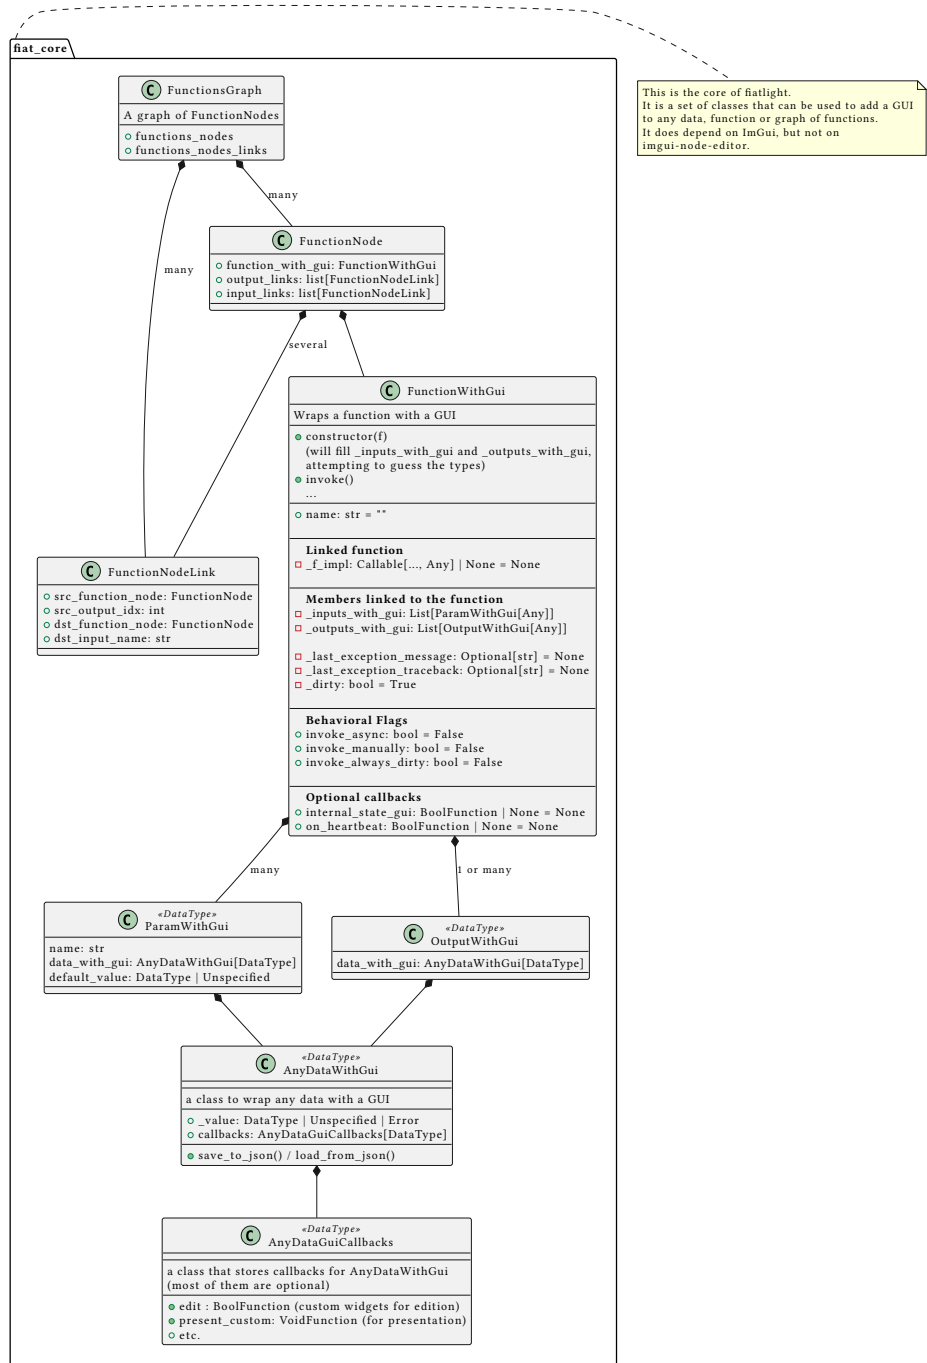 fiat_core
This is the core of fiatlight.
It is a set of classes that can be used to add a GUI
to any data, function or graph of functions.
It does depend on ImGui, but not on
imgui-node-editor.
C FunctionsGraph
A graph of FunctionNodes
functions_nodes
functions_nodes_links
many
many
C FunctionNode
function_with_gui: FunctionWithGui
output_links: list[FunctionNodeLink]
input_links: list[FunctionNodeLink]
several
C FunctionWithGui
Wraps a function with a GUI
constructor(f)
(will fill _inputs_with_gui and _outputs_with_gui,
attempting to guess the types)
invoke()
...
name: str = ""
Linked function
_f_impl: Callable[..., Any] | None = None
Members linked to the function
_inputs_with_gui: List[ParamWithGui[Any]]
_outputs_with_gui: List[OutputWithGui[Any]]
_last_exception_message: Optional[str] = None
_last_exception_traceback: Optional[str] = None
_dirty: bool = True
Behavioral Flags
invoke_async: bool = False
invoke_manually: bool = False
invoke_always_dirty: bool = False
Optional callbacks
internal_state_gui: BoolFunction | None = None
on_heartbeat: BoolFunction | None = None
C FunctionNodeLink
src_function_node: FunctionNode
src_output_idx: int
dst_function_node: FunctionNode
dst_input_name: str
many
1 or many
«DataType»
C ParamWithGui
name: str
data_with_gui: AnyDataWithGui[DataType]
default_value: DataType | Unspecified
«DataType»
C OutputWithGui
data_with_gui: AnyDataWithGui[DataType]
«DataType»
C AnyDataWithGui
a class to wrap any data with a GUI
_value: DataType | Unspecified | Error
callbacks: AnyDataGuiCallbacks[DataType]
save_to_json() / load_from_json()
«DataType»
C AnyDataGuiCallbacks
a class that stores callbacks for AnyDataWithGui
(most of them are optional)
edit : BoolFunction (custom widgets for edition)
present_custom: VoidFunction (for presentation)
etc.